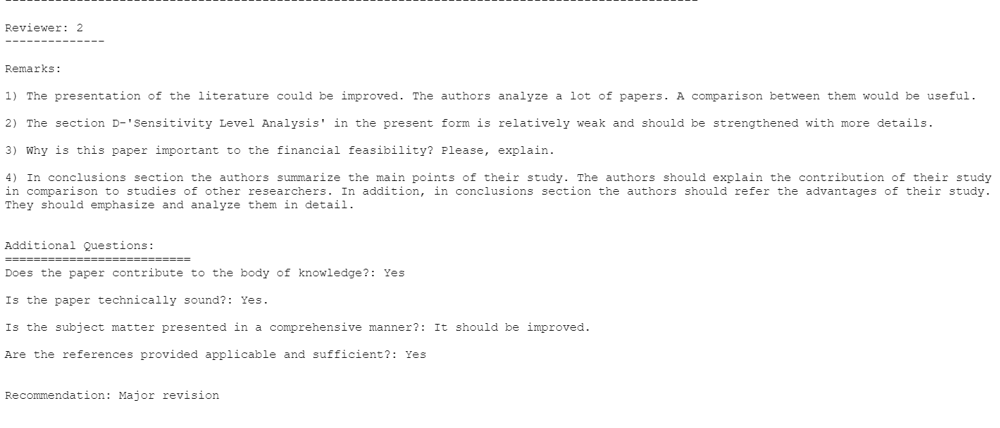 Reviewer: 2
--------------
Remarks:
1) The presentation of the literature could be improved. The authors analyze a lot of papers. A comparison between them would be useful.
2) The section D-'Sensitivity Level Analysis' in the present form is relatively weak and should be strengthened with more details.
3) Why is this paper important to the financial feasibility? Please, explain.
4) In conclusions section the authors summarize the main points of their study. The authors should explain the contribution of their study
in comparison to studies of other researchers. In addition, in conclusions section the authors should refer the advantages of their study.
They should emphasize and analyze them in detail.
Additional Questions:
==========================
Does the paper contribute to the body of knowledge?: Yes
Is the paper technically sound?: Yes.
Is the subject matter presented in a comprehensive manner?: It should be improved.
Are the references provided applicable and sufficient?: Yes
Recommendation: Major revision